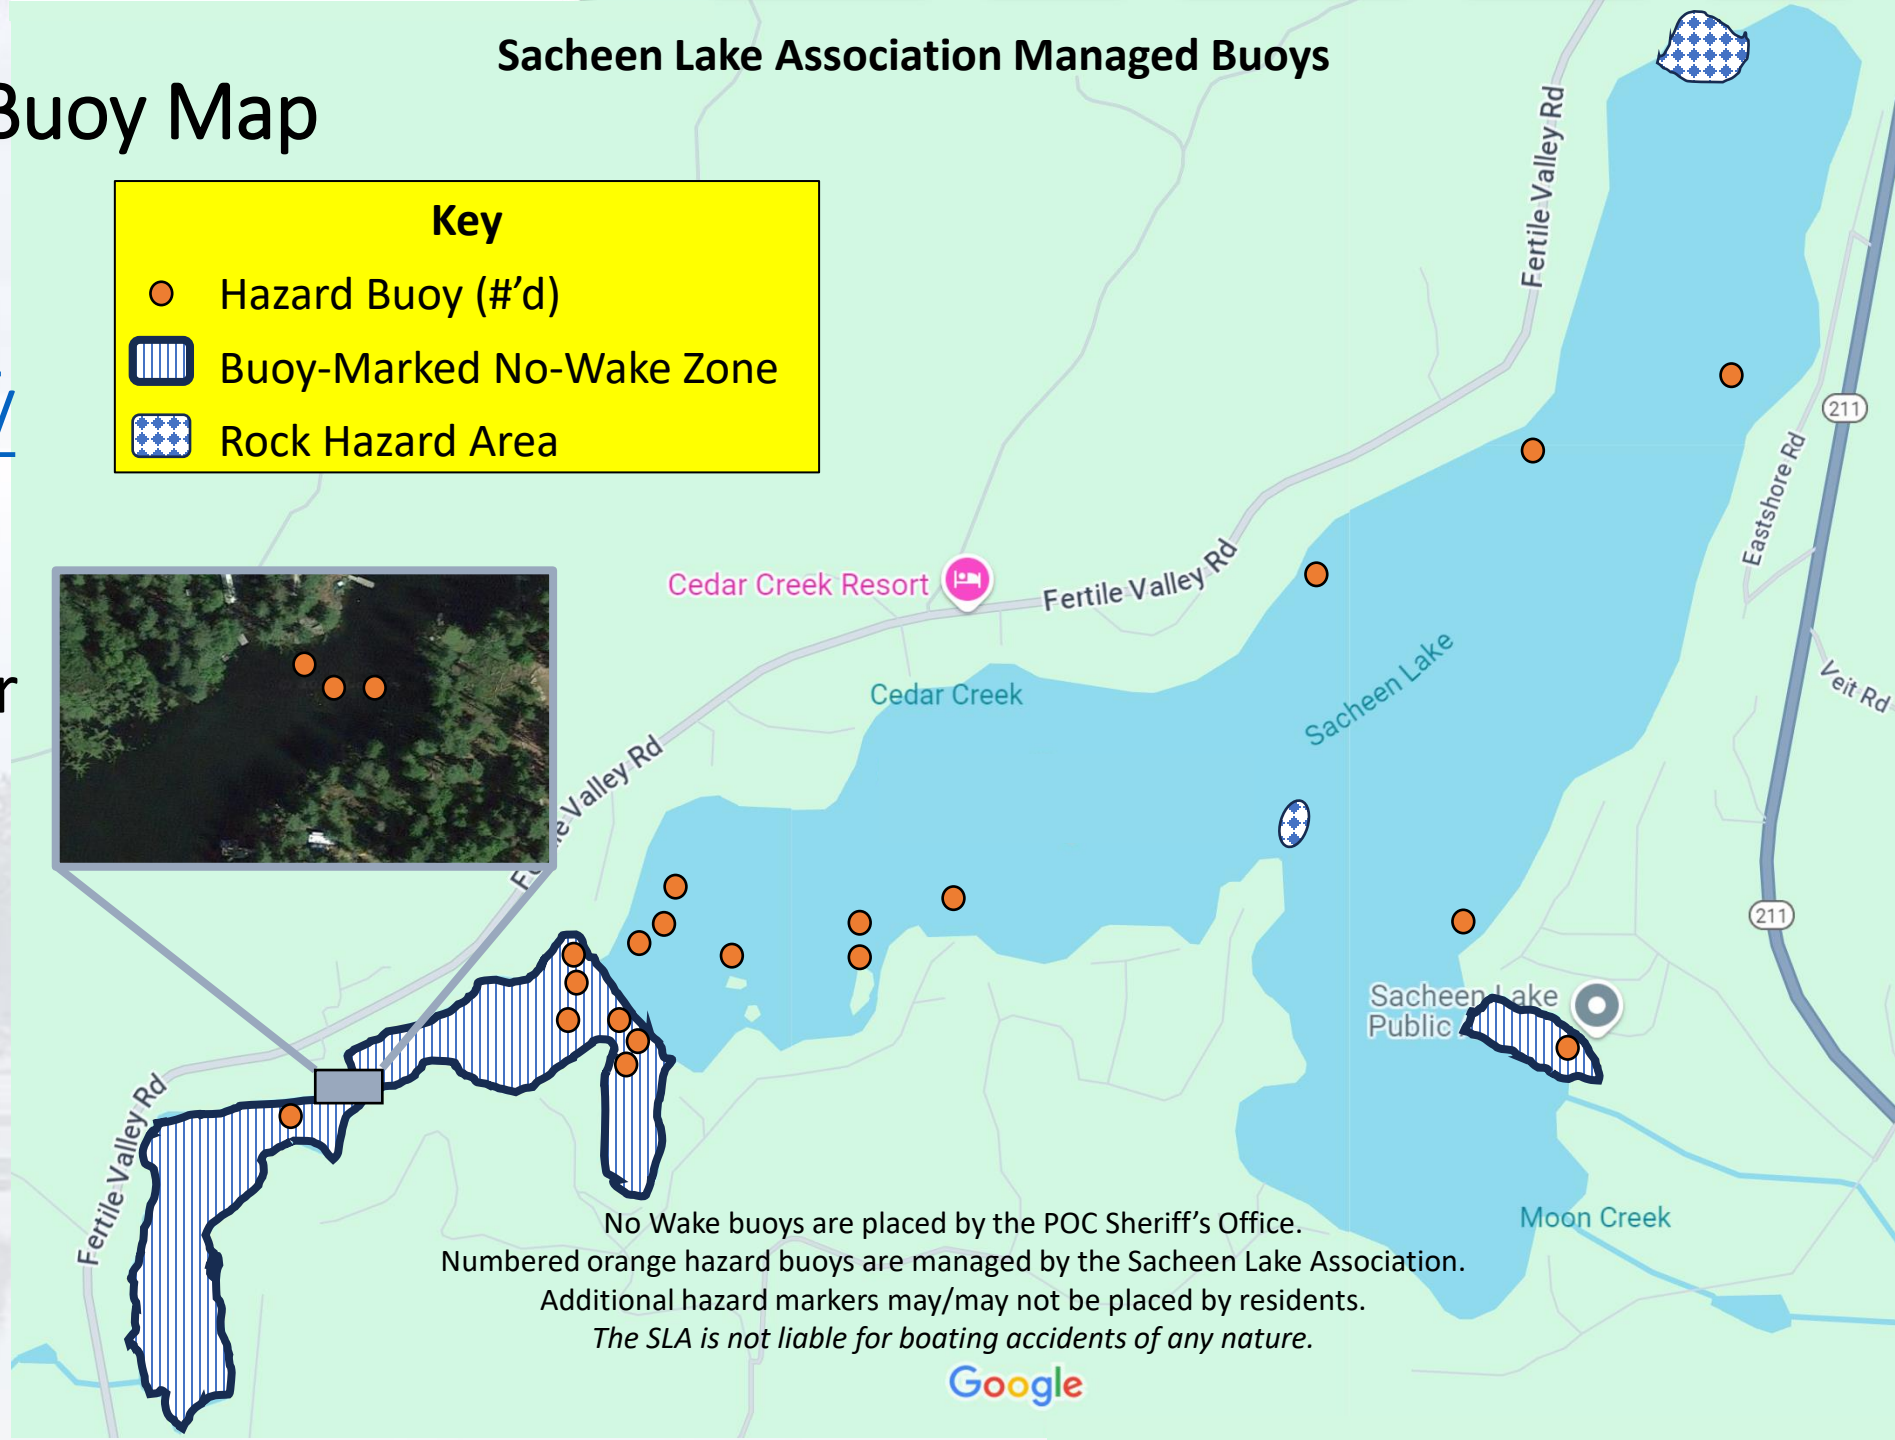 Sacheen Lake Association Managed Buoys
Buoy Map
Key
Hazard Buoy (#'d)
Buoy-Marked No-Wake Zone
Rock Hazard Area
y
r
Fertile Valley Rd
211
Eastshore Rd
Cedar Creek Resort
Fertile Valley Rd
Sacheen Lake
Veit Rd
Cedar Creek
Valley Rd
211
Sacheen Lake
Public
Fertile Valley Rd
Moon Creek
No Wake buoys are placed by the POC Sheriff's Office.
Numbered orange hazard buoys are managed by the Sacheen Lake Association.
Additional hazard markers may/may not be placed by residents.
The SLA is not liable for boating accidents of any nature.
Google